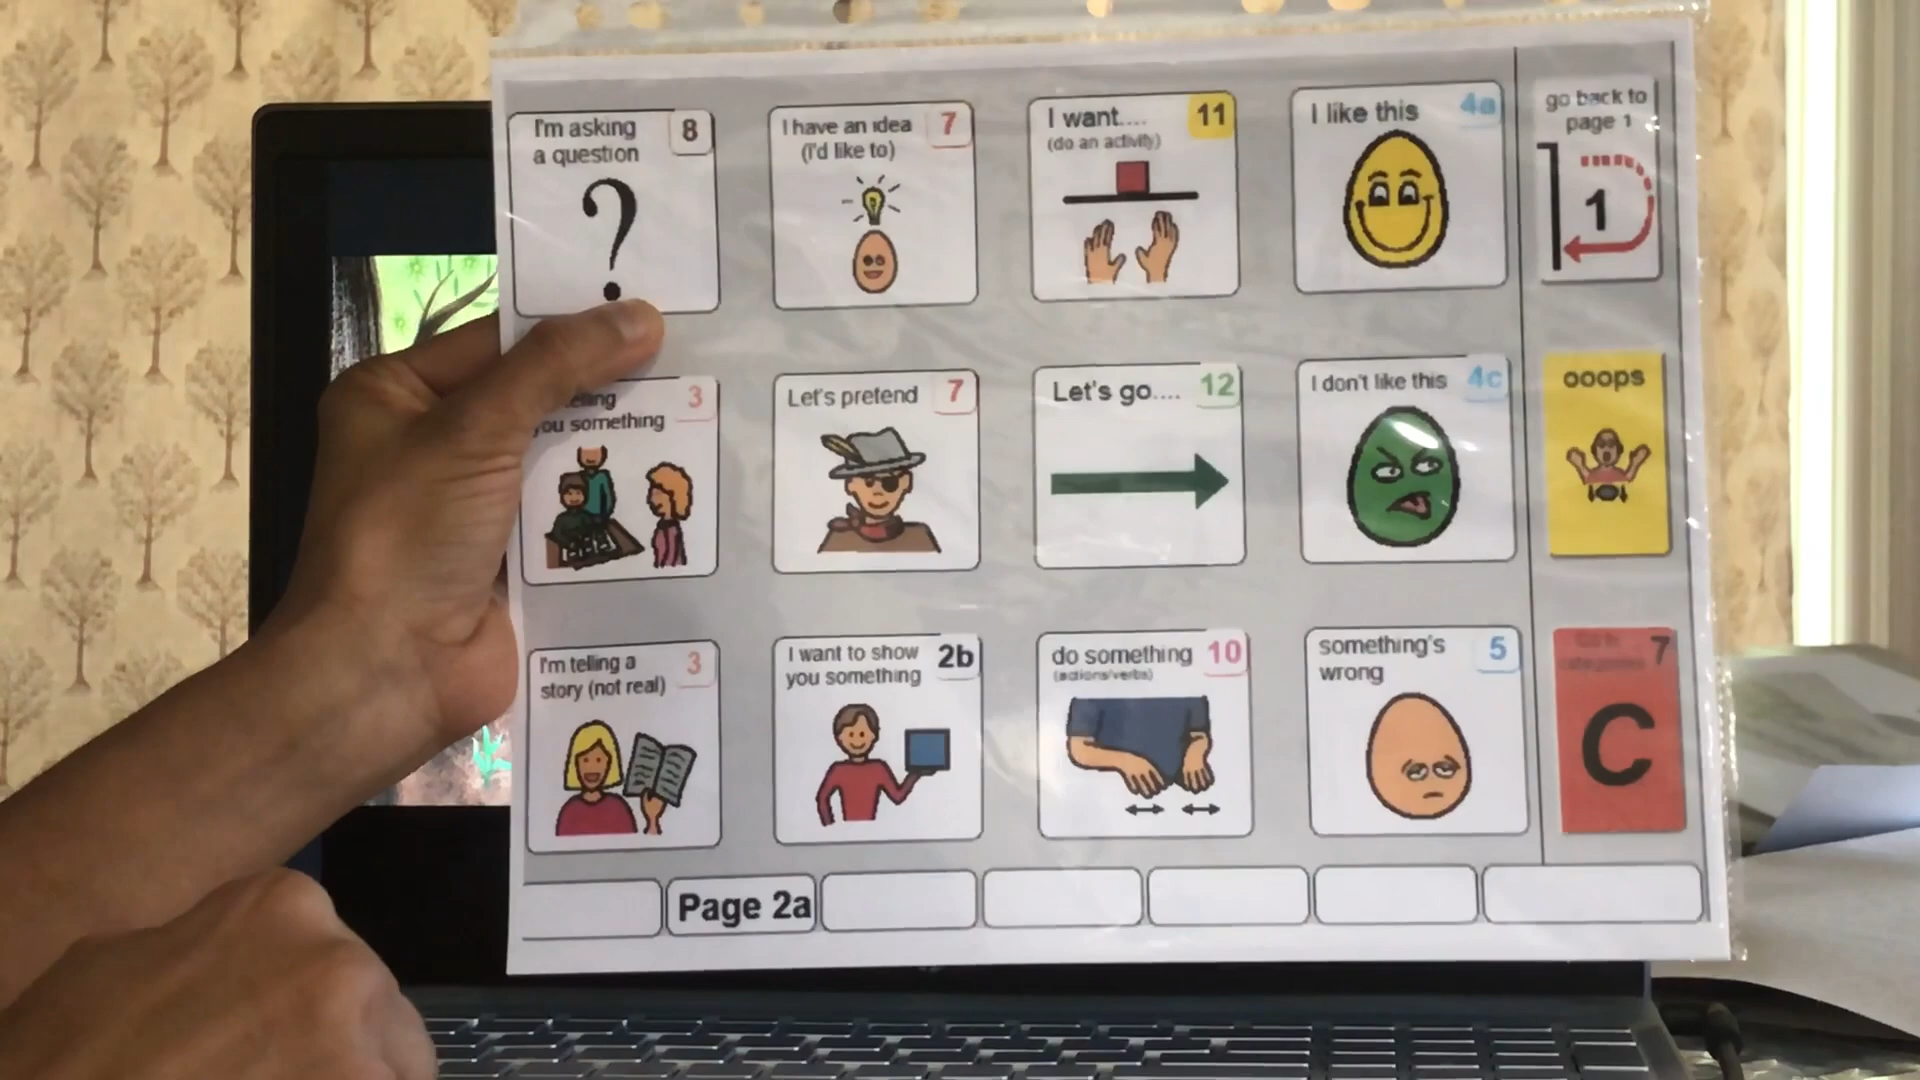 I'm asking
a question
8
I have an idea
(I'd like to)
7
I want....
(do an activity)
11
I like this
4a
go back to
page 1
1
elling
you something
3
Let's pretend
7
Let's go....
12
I don't like this
4c
ooops
I'm telling a
story (not real)
3
I want to show
you something
2b
do something
(actions/verbs)
10
something's
wrong
5
categories
7
C
Page 2a